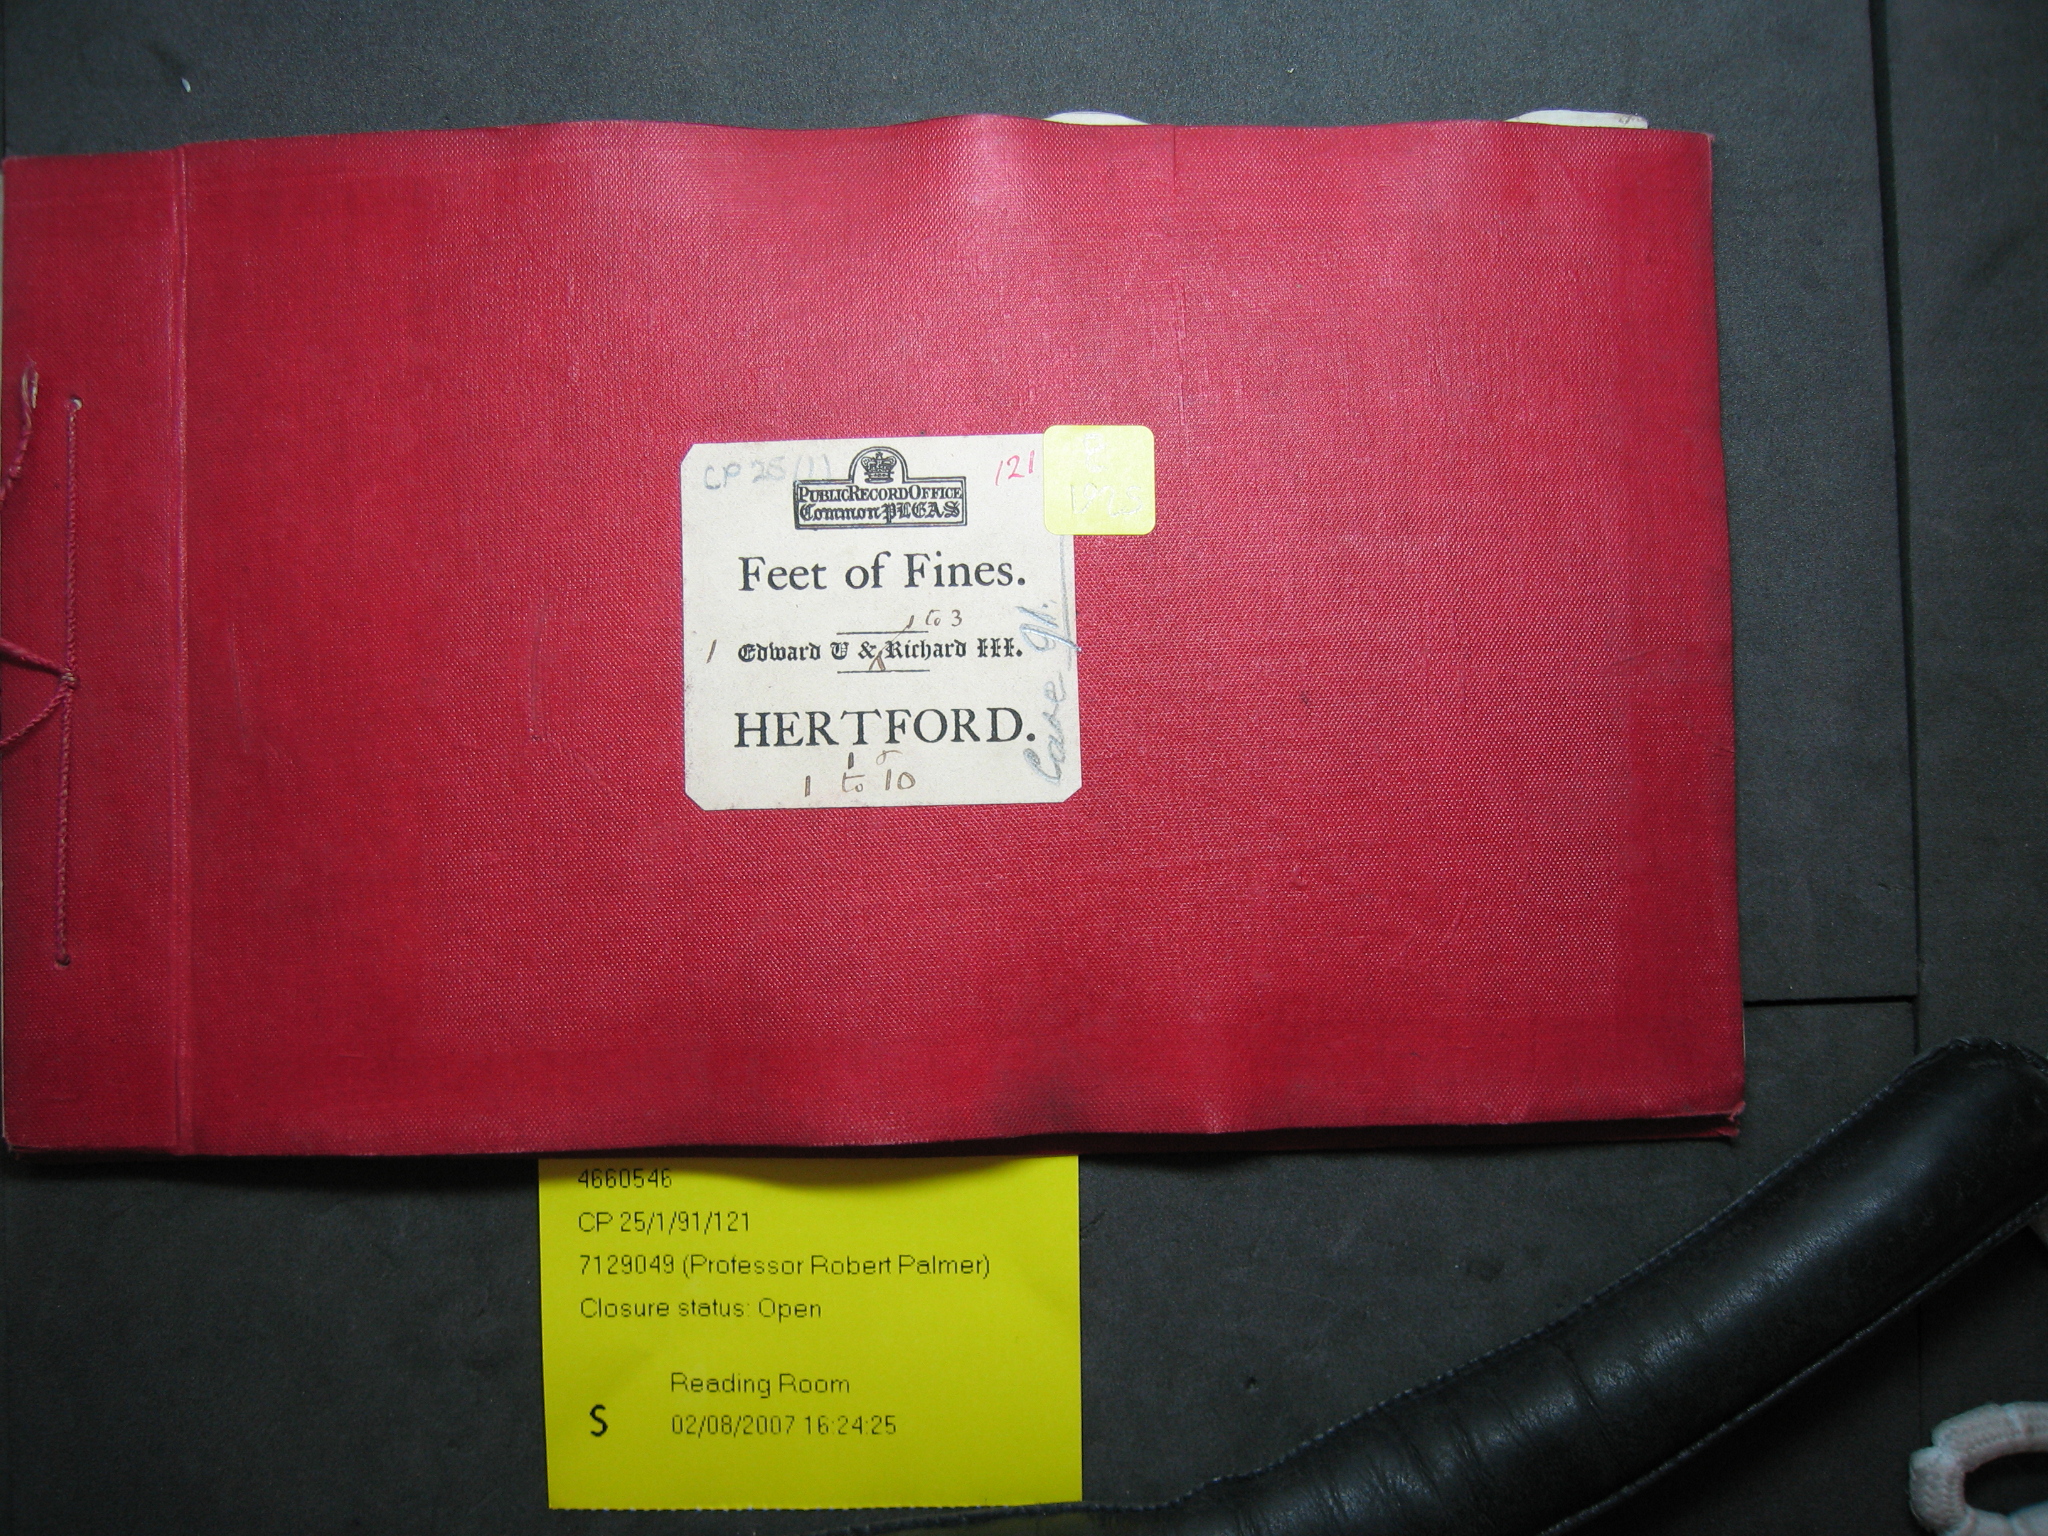 CP 25/(1) 121
PUBLIC RECORD OFFICE
Common PLEAS
Feet of Fines.
1 to 3
1 Edward V & Richard III.
HERTFORD.
1 to 10
Case 91.
4660546
CP 25/1/91/121
7129049 (Professor Robert Palmer)
Closure status: Open
Reading Room
S 02/08/2007 16:24:25